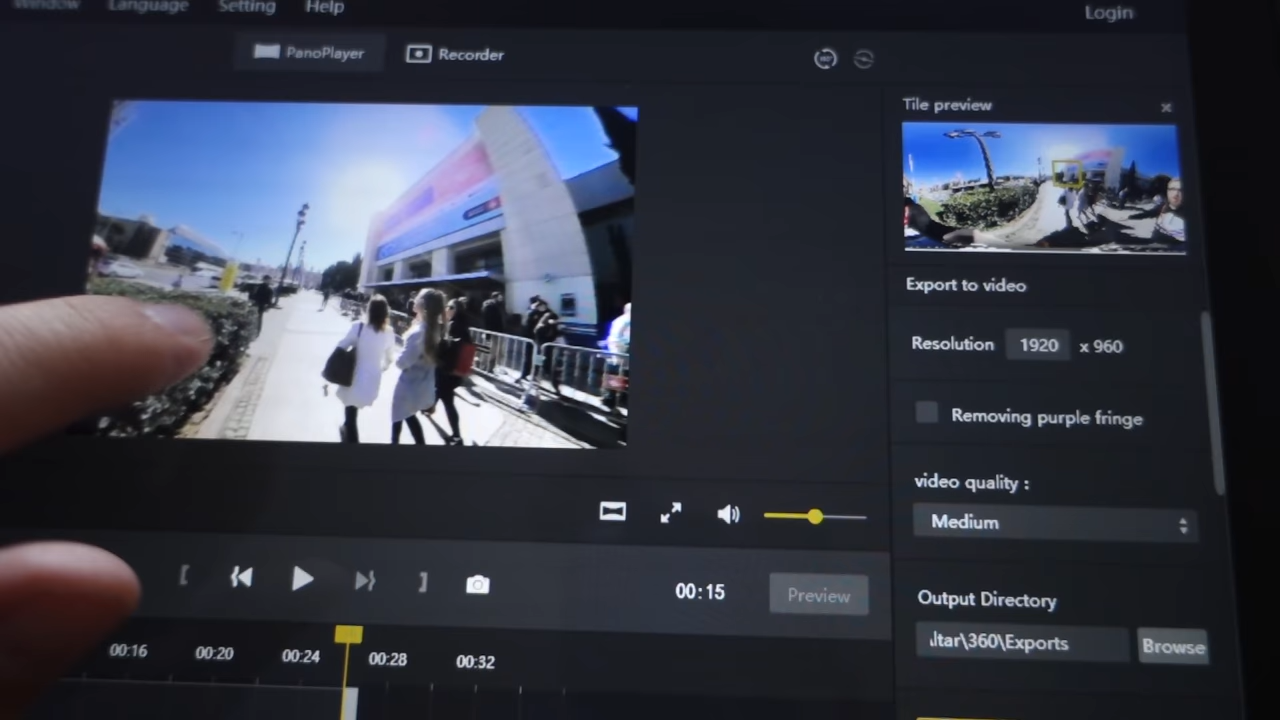 Window Language Setting Help Login
PanoPlayer Recorder
Tile preview
Export to video
Resolution 1920 x 960
Removing purple fringe
video quality :
Medium
00:15 Preview
Output Directory
ltar\360\Exports Browse
00:16 00:20 00:24 00:28 00:32